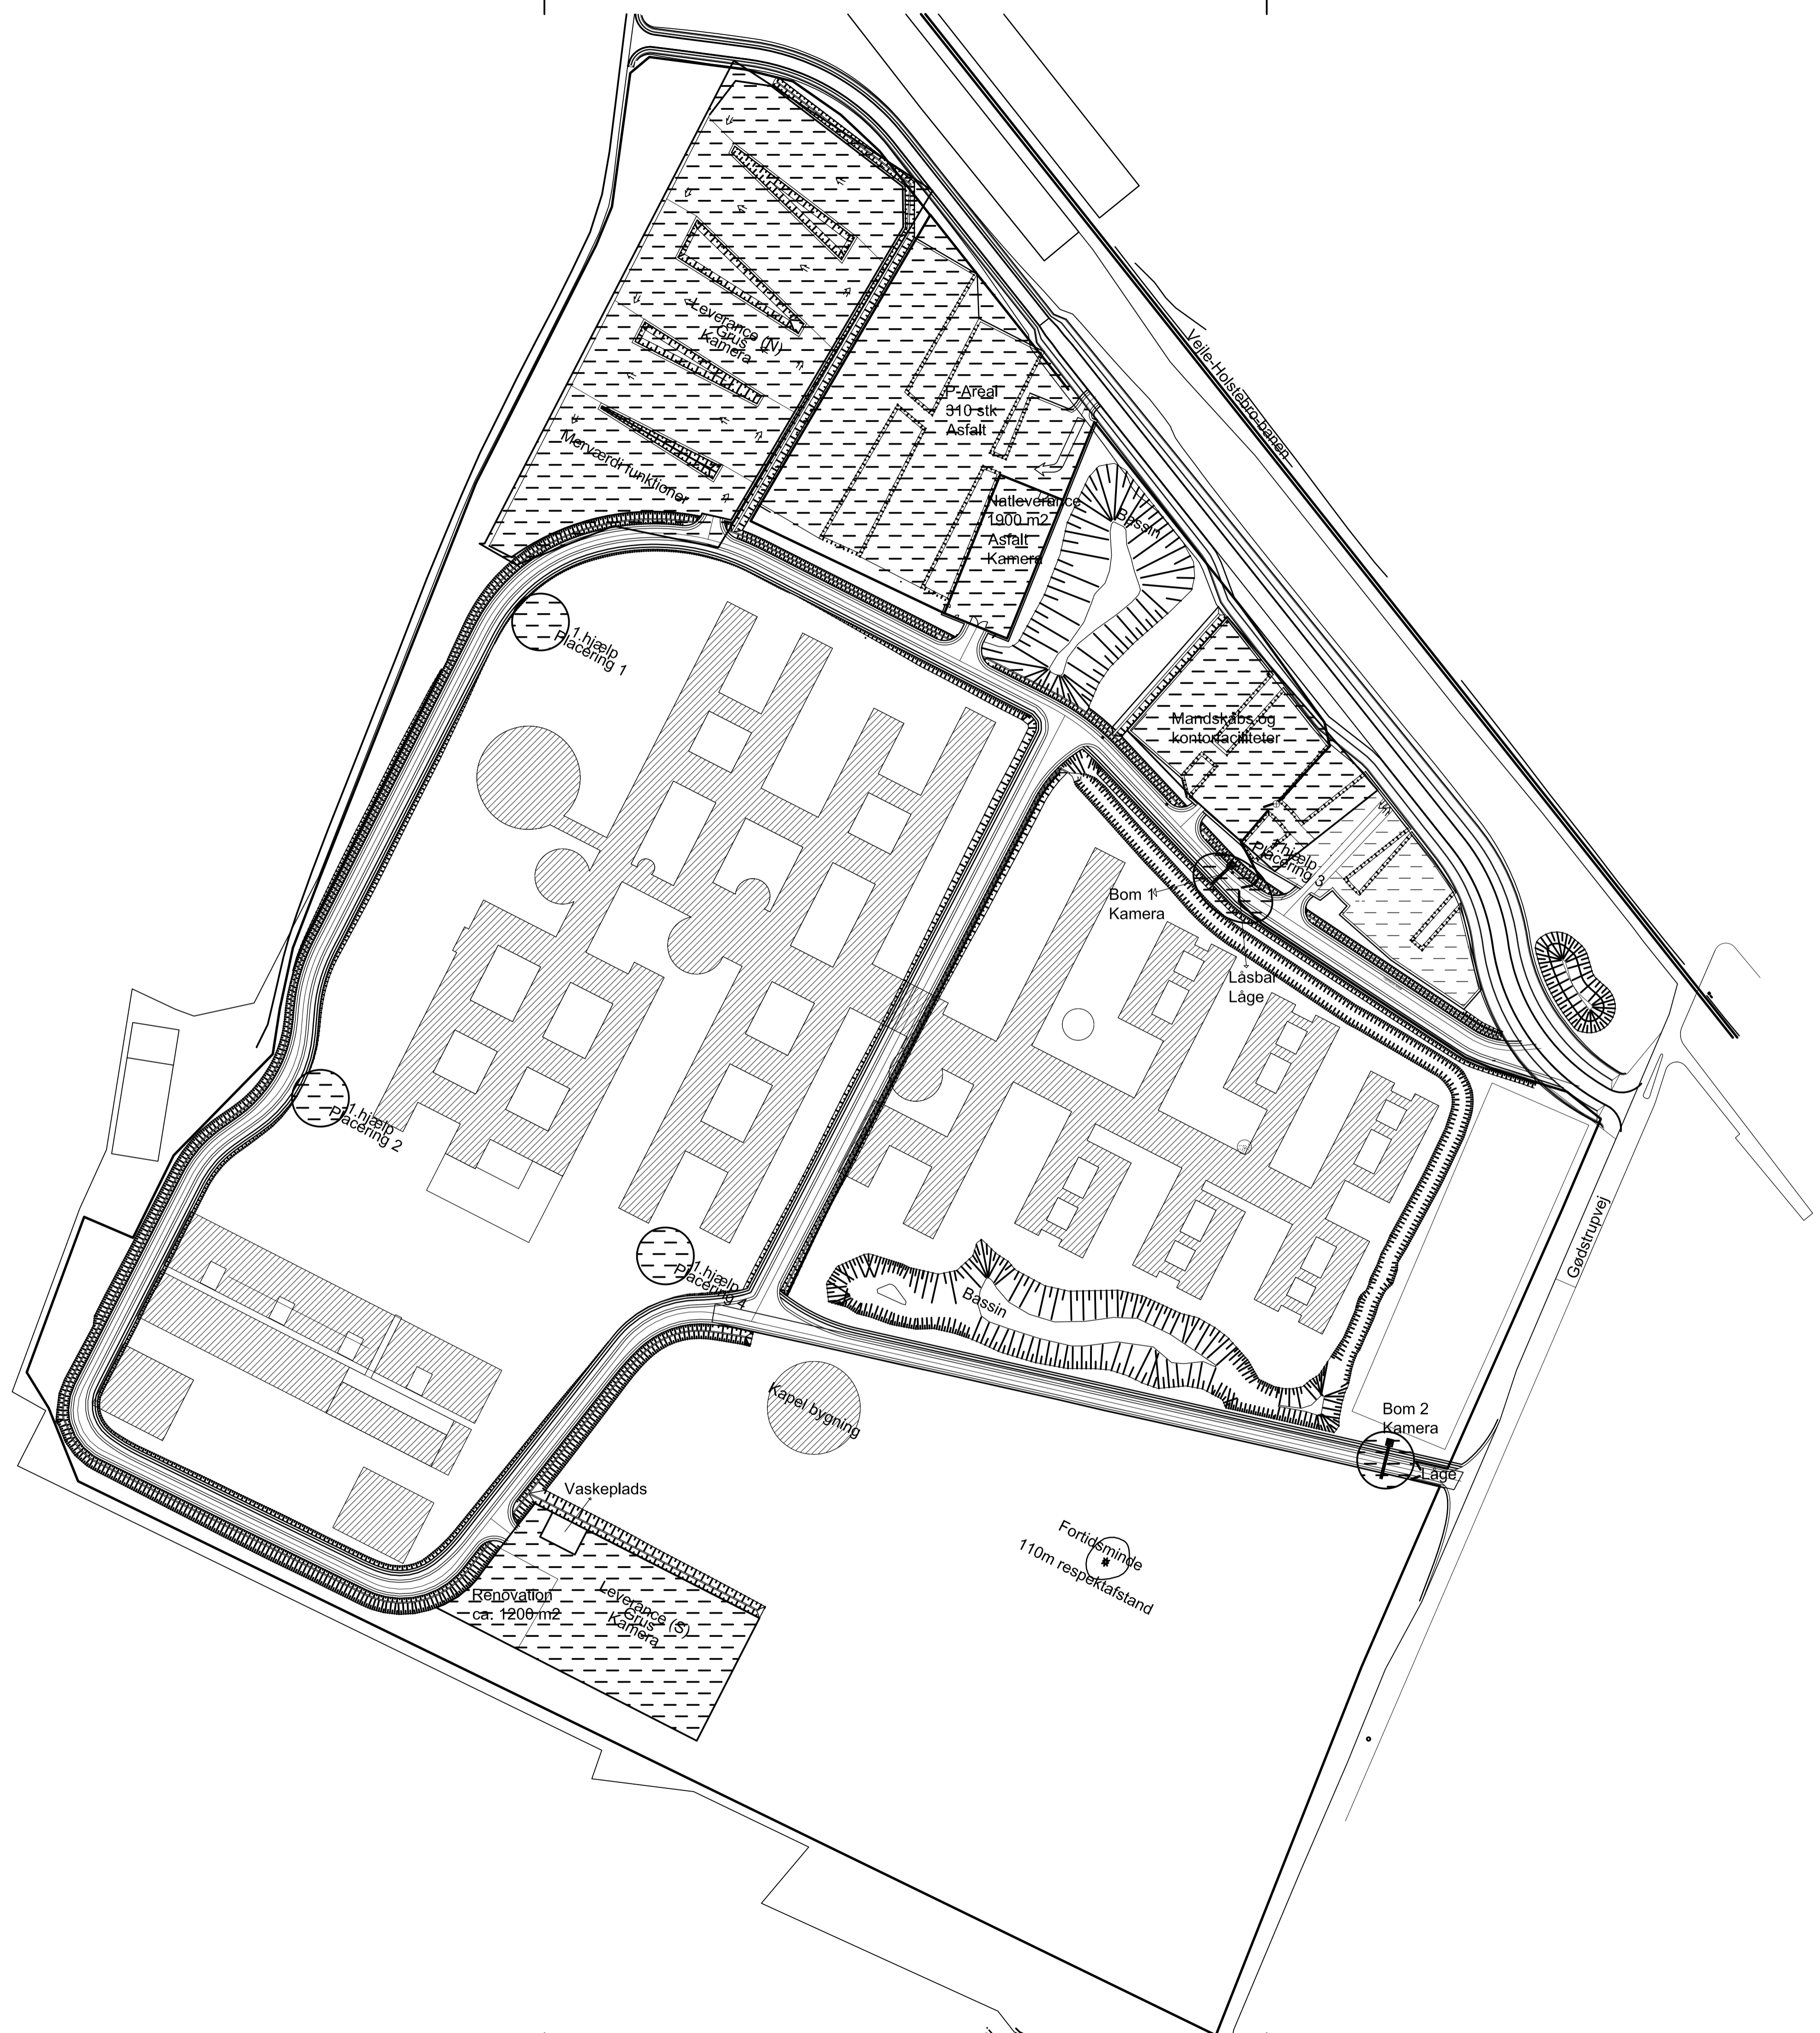 Vejle-Holstebro-banen
Leverance (N)
Grus
Kamera
Merværdi funktioner
P-Areal
310 stk
Asfalt
Natleverance
1900 m2
Asfalt
Kamera
Bassin
1.hjælp
Placering 1
Mandskabs og
kontorfaciliteter
1.hjælp
Placering 3
Bom 1
Kamera
Låsbar
Låge
1.hjælp
Placering 2
Gødstrupvej
1.hjælp
Placering 4
Bassin
Kapel bygning
Bom 2
Kamera
Låge
Vaskeplads
Fortidsminde
110m respektafstand
Renovation
ca. 1200 m2
Leverance (S)
Grus
Kamera